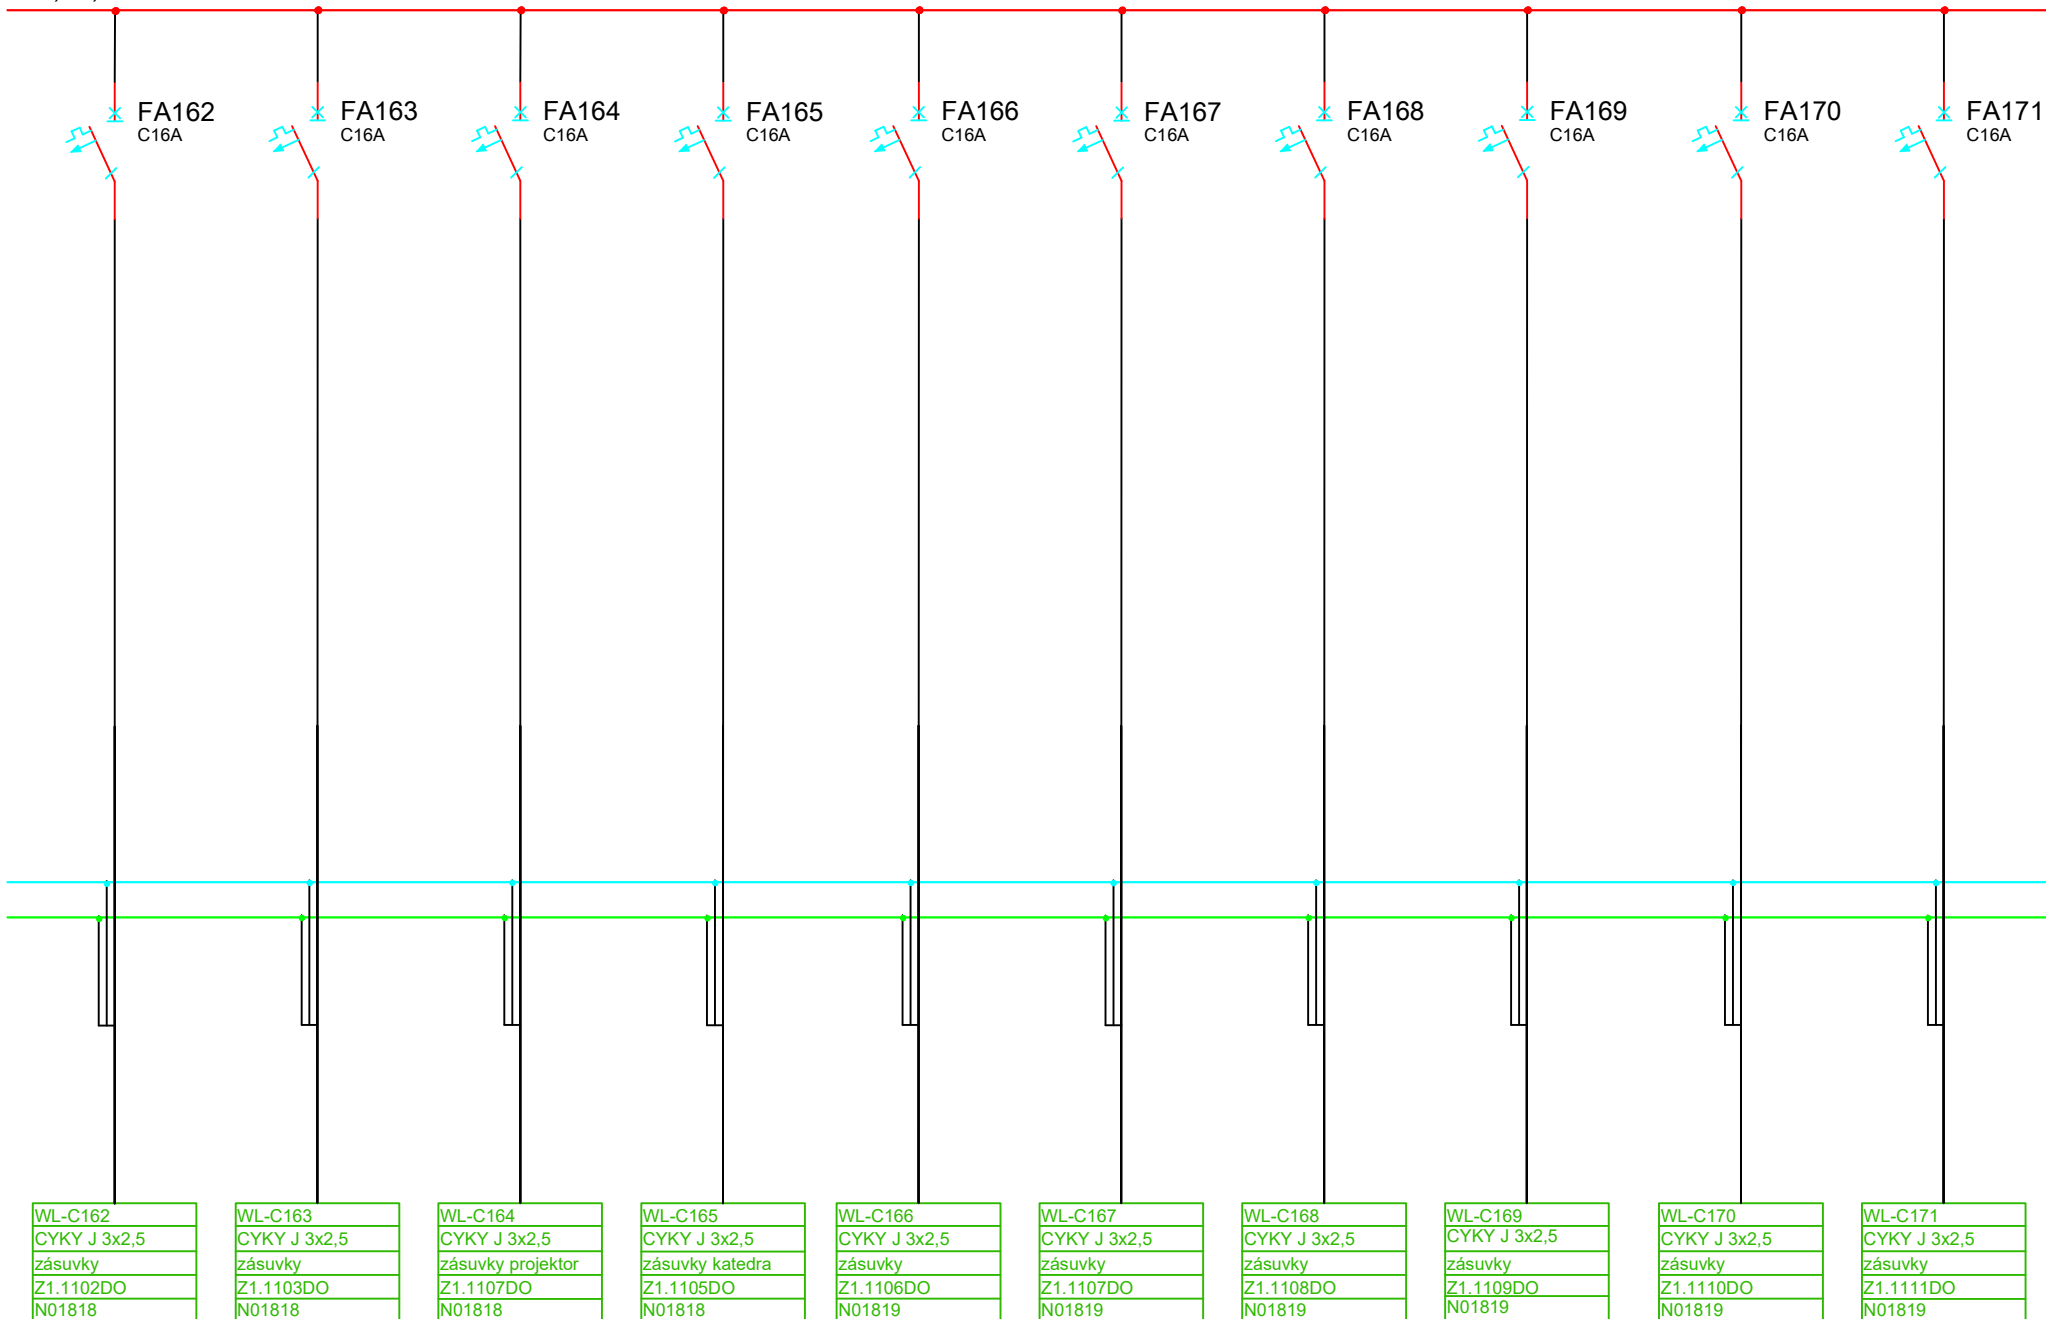 FA162
C16A
FA163
C16A
FA164
C16A
FA165
C16A
FA166
C16A
FA167
C16A
FA168
C16A
FA169
C16A
FA170
C16A
FA171
C16A
WL-C162
CYKY J 3x2,5
zásuvky
Z1.1102DO
N01818
WL-C163
CYKY J 3x2,5
zásuvky
Z1.1103DO
N01818
WL-C164
CYKY J 3x2,5
zásuvky projektor
Z1.1107DO
N01818
WL-C165
CYKY J 3x2,5
zásuvky katedra
Z1.1105DO
N01818
WL-C166
CYKY J 3x2,5
zásuvky
Z1.1106DO
N01819
WL-C167
CYKY J 3x2,5
zásuvky
Z1.1107DO
N01819
WL-C168
CYKY J 3x2,5
zásuvky
Z1.1108DO
N01819
WL-C169
CYKY J 3x2,5
zásuvky
Z1.1109DO
N01819
WL-C170
CYKY J 3x2,5
zásuvky
Z1.1110DO
N01819
WL-C171
CYKY J 3x2,5
zásuvky
Z1.1111DO
N01819